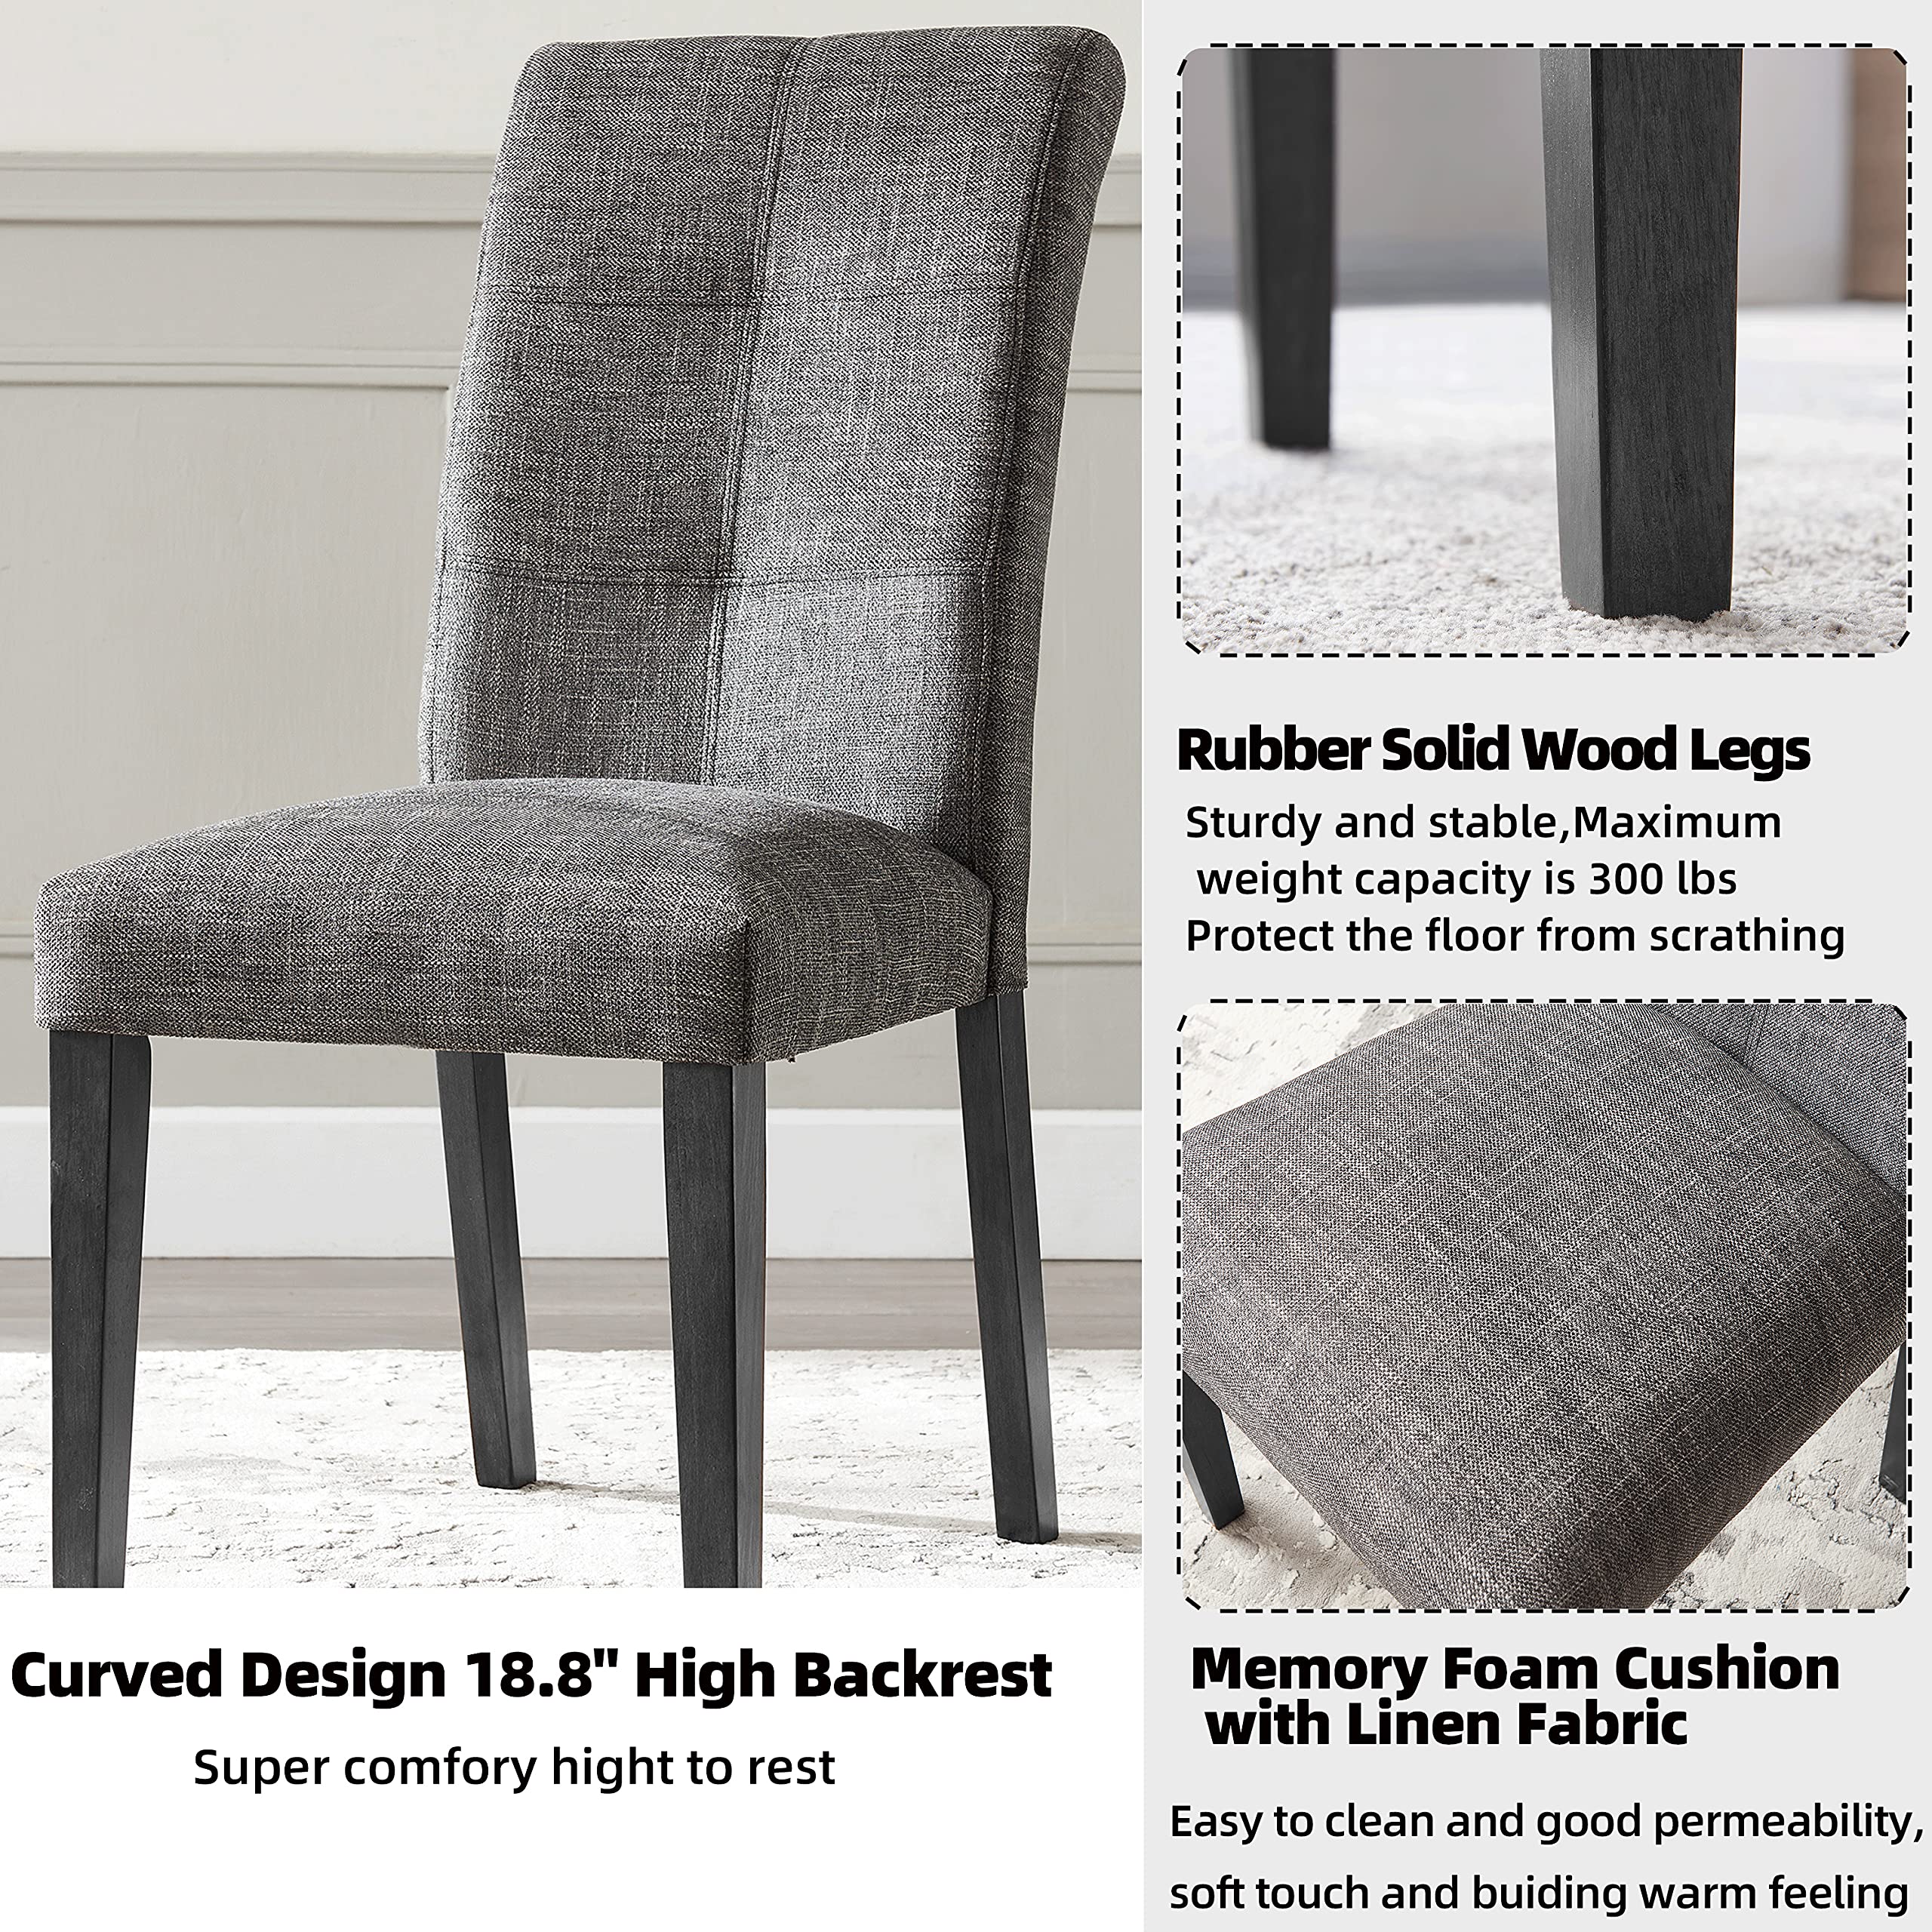 Rubber Solid Wood Legs
Sturdy and stable,Maximum
weight capacity is 300 lbs
Protect the floor from scrathing
Curved Design 18.8" High Backrest
Super comfory hight to rest
Memory Foam Cushion
with Linen Fabric
Easy to clean and good permeability,
soft touch and buiding warm feeling